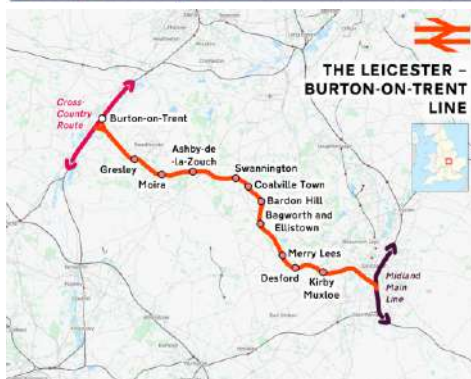 THE LEICESTER –
BURTON-ON-TRENT
LINE
Cross-
Country
Route
Burton-on-Trent
Gresley
Moira
Ashby-de
-la-Zouch
Swannington
Coalville Town
Bardon Hill
Bagworth and
Ellistown
Merry Lees
Desford
Kirby
Muxloe
Midland
Main
Line